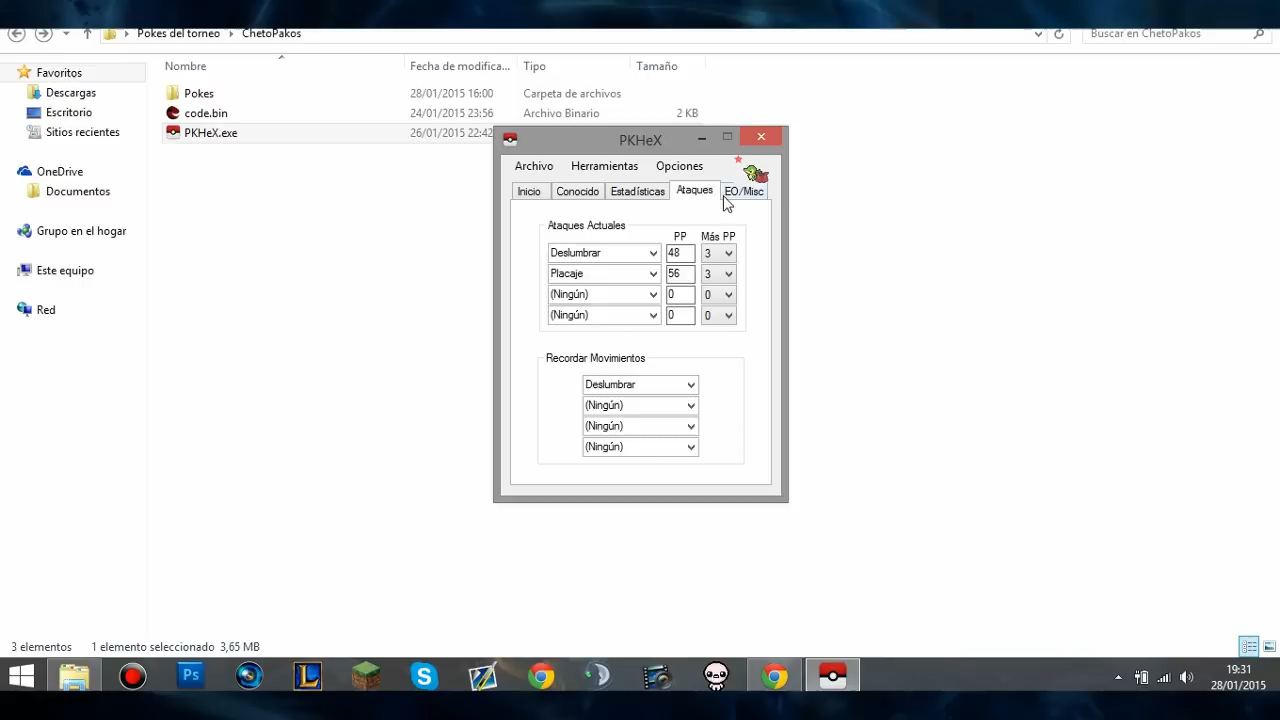 Pokes del torneo
ChetoPakos
Buscar en ChetoPakos
Nombre
Fecha de modifica...
Tipo
Tamaño
Favoritos
Descargas
Escritorio
Sitios recientes
OneDrive
Documentos
Grupo en el hogar
Este equipo
Red
Pokes
28/01/2015 16:00
Carpeta de archivos
code.bin
24/01/2015 23:56
Archivo Binario
2 KB
PKHeX.exe
26/01/2015 22:42
PKHeX
Archivo
Herramientas
Opciones
Inicio
Conocido
Estadísticas
Ataques
EO/Misc
Ataques Actuales
PP
Más PP
Deslumbrar
48
3
Placaje
56
3
(Ningún)
0
0
(Ningún)
0
0
Recordar Movimientos
Deslumbrar
(Ningún)
(Ningún)
(Ningún)
3 elementos
1 elemento seleccionado 3,65 MB
Ps
L
S
19:31
28/01/2015